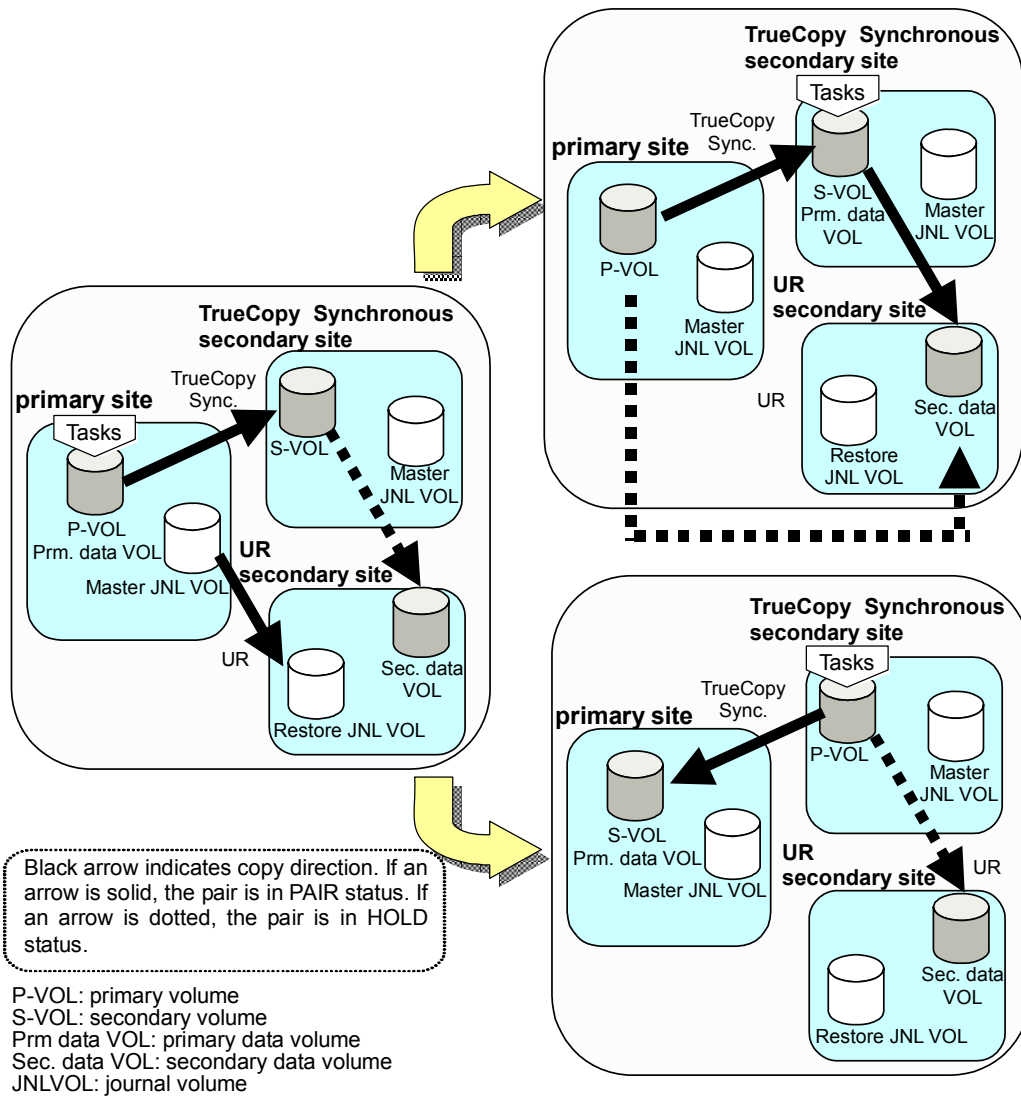 TrueCopy Synchronous
secondary site
Tasks
TrueCopy
Sync.
primary site
S-VOL
Prm. data
VOL
Master
JNL VOL
P-VOL
Master
JNL VOL
UR
secondary site
UR
Sec. data
VOL
Restore
JNL VOL
TrueCopy Synchronous
secondary site
TrueCopy
Sync.
primary site
Tasks
S-VOL
Master
JNL VOL
P-VOL
Prm. data VOL
Master JNL VOL
UR
secondary site
UR
Sec. data
VOL
Restore JNL VOL
TrueCopy Synchronous
secondary site
Tasks
TrueCopy
Sync.
primary site
P-VOL
Master
JNL VOL
S-VOL
Prm. data VOL
Master JNL VOL
UR
secondary site
UR
Sec. data
VOL
Restore JNL VOL
Black arrow indicates copy direction. If an
arrow is solid, the pair is in PAIR status. If
an arrow is dotted, the pair is in HOLD
status.
P-VOL: primary volume
S-VOL: secondary volume
Prm data VOL: primary data volume
Sec. data VOL: secondary data volume
JNLVOL: journal volume